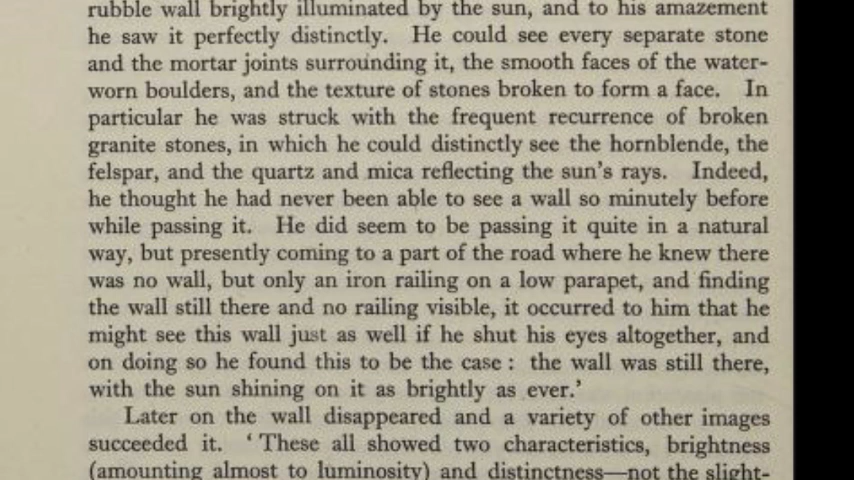 rubble wall brightly illuminated by the sun, and to his amazement
he saw it perfectly distinctly. He could see every separate stone
and the mortar joints surrounding it, the smooth faces of the water-
worn boulders, and the texture of stones broken to form a face. In
particular he was struck with the frequent recurrence of broken
granite stones, in which he could distinctly see the hornblende, the
felspar, and the quartz and mica reflecting the sun's rays. Indeed,
he thought he had never been able to see a wall so minutely before
while passing it. He did seem to be passing it quite in a natural
way, but presently coming to a part of the road where he knew there
was no wall, but only an iron railing on a low parapet, and finding
the wall still there and no railing visible, it occurred to him that he
might see this wall just as well if he shut his eyes altogether, and
on doing so he found this to be the case : the wall was still there,
with the sun shining on it as brightly as ever.'
Later on the wall disappeared and a variety of other images
succeeded it. ' These all showed two characteristics, brightness
(amounting almost to luminosity) and distinctness—not the slight-